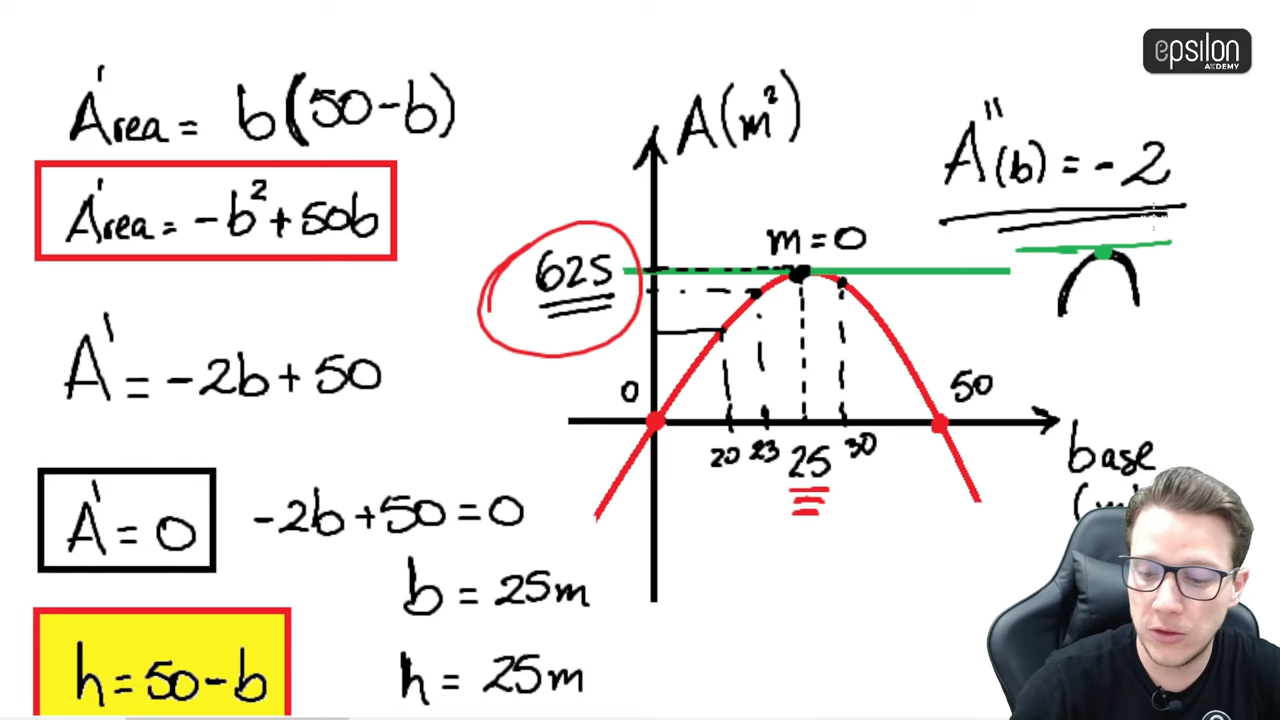 epsilon
ACADEMY
Área = b(50-b)
Área = -b²+50b
A' = -2b+50
A' = 0
-2b+50=0
b = 25m
h = 50-b
h = 25m
A(m²)
A''(b) = -2
m=0
625
0
50
20
23
25
30
base